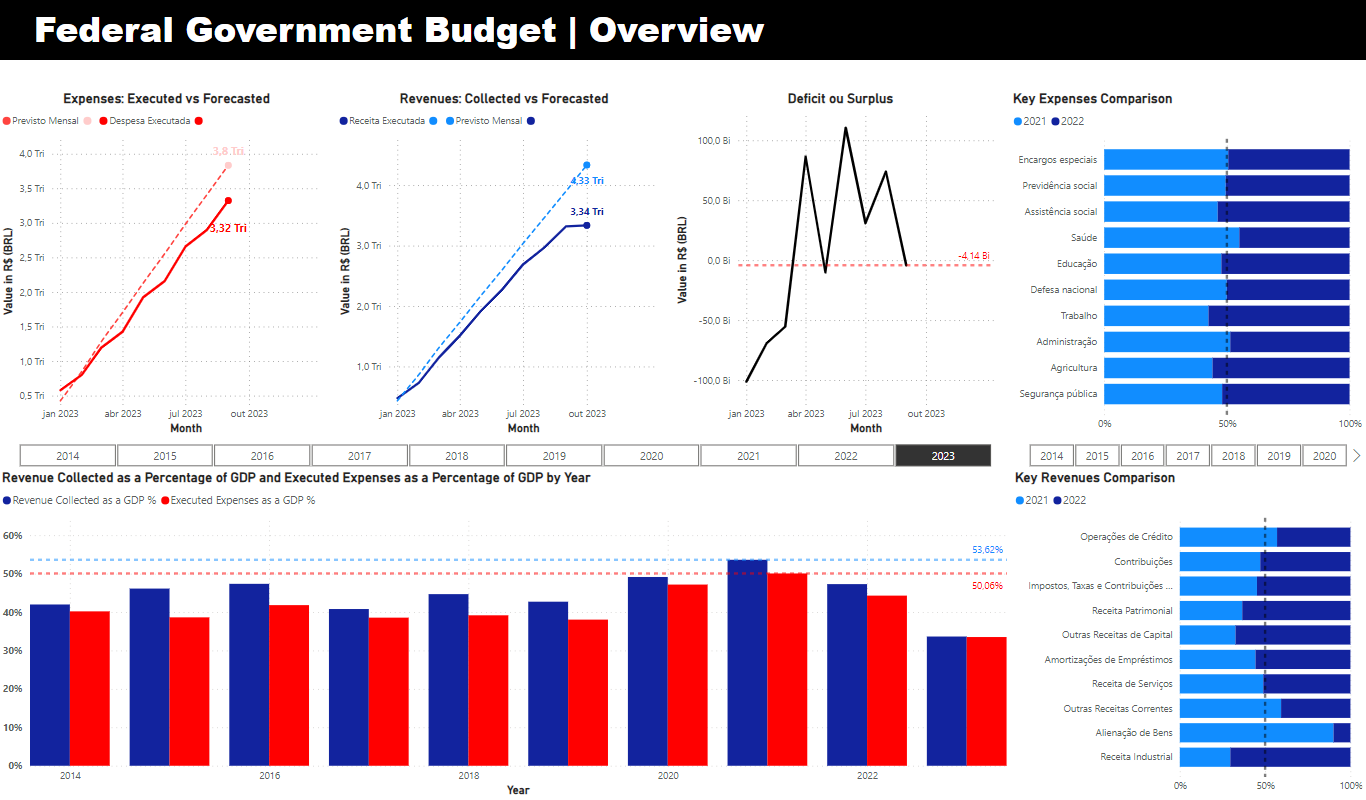 Federal Government Budget | Overview
Expenses: Executed vs Forecasted
Previsto Mensal Despesa Executada
Value in R$ (BRL)
4,0 Tri
3,5 Tri
3,0 Tri
2,5 Tri
2,0 Tri
1,5 Tri
1,0 Tri
0,5 Tri
3,8 Tri
3,32 Tri
jan 2023 abr 2023 jul 2023 out 2023
Month
Revenues: Collected vs Forecasted
Receita Executada Previsto Mensal
Value in R$ (BRL)
4,0 Tri
3,0 Tri
2,0 Tri
1,0 Tri
4,33 Tri
3,34 Tri
jan 2023 abr 2023 jul 2023 out 2023
Month
Deficit ou Surplus
Value in R$ (BRL)
100,0 Bi
50,0 Bi
0,0 Bi
-50,0 Bi
-100,0 Bi
-4,14 Bi
jan 2023 abr 2023 jul 2023 out 2023
Month
Key Expenses Comparison
2021 2022
Encargos especiais
Previdência social
Assistência social
Saúde
Educação
Defesa nacional
Trabalho
Administração
Agricultura
Segurança pública
0% 50% 100%
2014 2015 2016 2017 2018 2019 2020 2021 2022 2023
2014 2015 2016 2017 2018 2019 2020
Revenue Collected as a Percentage of GDP and Executed Expenses as a Percentage of GDP by Year
Revenue Collected as a GDP % Executed Expenses as a GDP %
60%
50%
40%
30%
20%
10%
0%
53,62%
50,06%
2014 2016 2018 2020 2022
Year
Key Revenues Comparison
2021 2022
Operações de Crédito
Contribuições
Impostos, Taxas e Contribuições ...
Receita Patrimonial
Outras Receitas de Capital
Amortizações de Empréstimos
Receita de Serviços
Outras Receitas Correntes
Alienação de Bens
Receita Industrial
0% 50% 100%